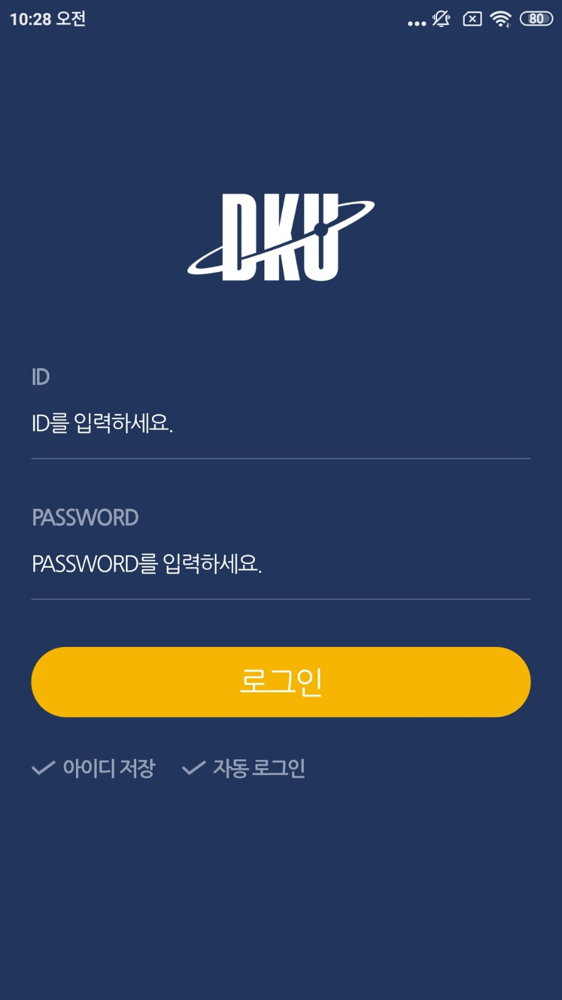 10:28 오전
80
DKU
ID
ID를 입력하세요.
PASSWORD
PASSWORD를 입력하세요.
로그인
아이디 저장 자동 로그인